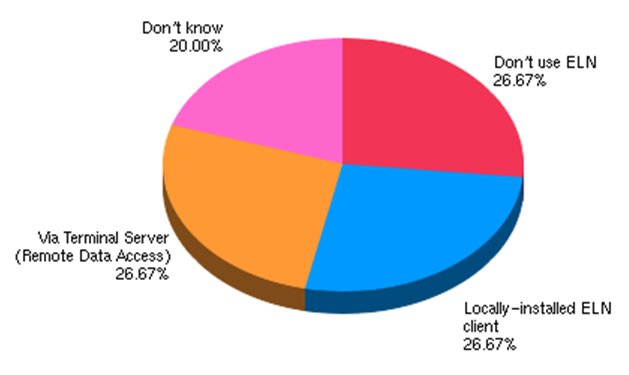 Don't know
20.00%
Don't use ELN
26.67%
Via Terminal Server
(Remote Data Access)
26.67%
Locally-installed ELN
client
26.67%